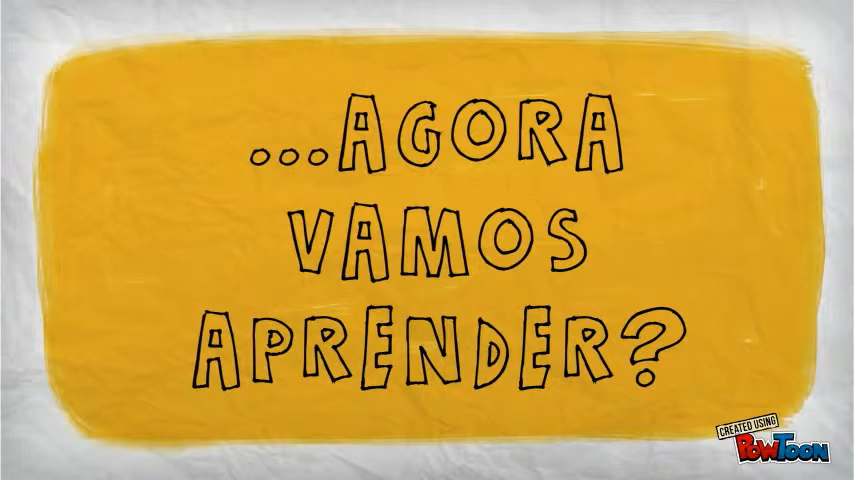 ...AGORA
VAMOS
APRENDER?
CREATED USING
POWTOON